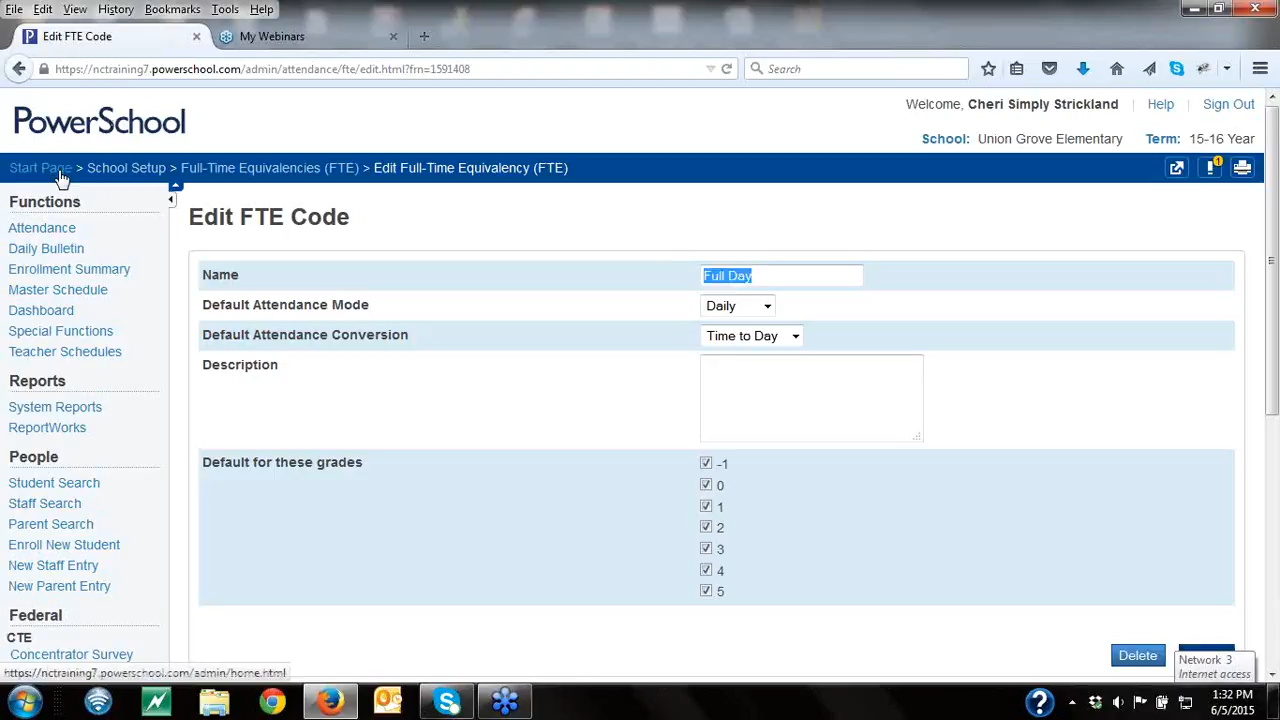 File Edit View History Bookmarks Tools Help
Edit FTE Code × My Webinars × +
https://nctraining7.powerschool.com/admin/attendance/fte/edit.html?frn=1591408 Search
PowerSchool
Welcome, Cheri Simply Strickland Help Sign Out
School: Union Grove Elementary Term: 15-16 Year
Start Page > School Setup > Full-Time Equivalencies (FTE) > Edit Full-Time Equivalency (FTE) 1
Functions
Attendance
Daily Bulletin
Enrollment Summary
Master Schedule
Dashboard
Special Functions
Teacher Schedules
Reports
System Reports
ReportWorks
People
Student Search
Staff Search
Parent Search
Enroll New Student
New Staff Entry
New Parent Entry
Federal
CTE
Concentrator Survey
Edit FTE Code
Name Full Day
Default Attendance Mode Daily
Default Attendance Conversion Time to Day
Description
Default for these grades -1
0
1
2
3
4
5
Delete
Network 3
Internet access
https://nctraining7.powerschool.com/admin/home.html
1:32 PM
6/5/2015